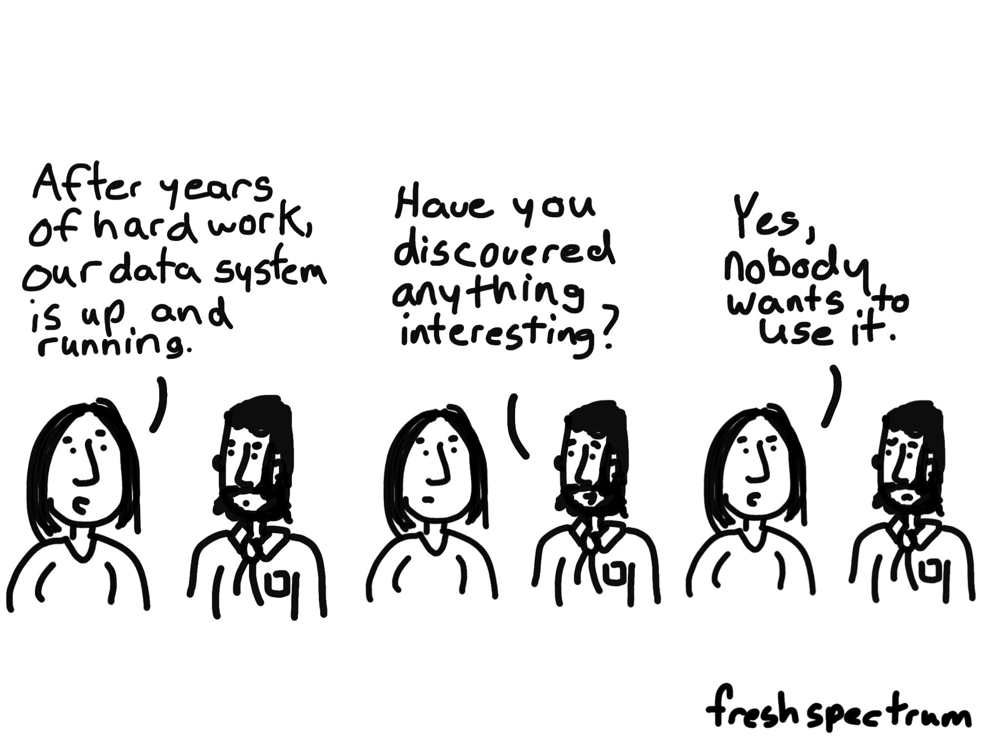 After years
of hard work,
our data system
is up and
running.
Have you
discovered
anything
interesting?
Yes,
nobody
wants to
use it.
freshspectrum